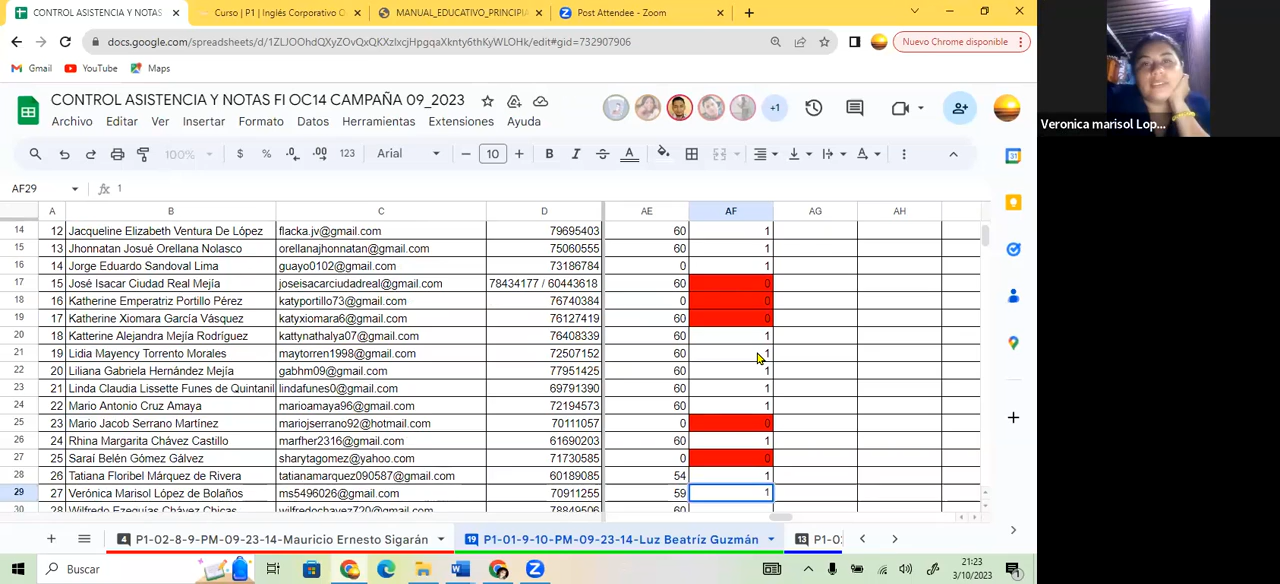 CONTROL ASISTENCIA Y NOTAS
Curso | P1 | Inglés Corporativo C
MANUAL_EDUCATIVO_PRINCIPIA
Post Attendee - Zoom
docs.google.com/spreadsheets/d/1ZLJOOhdQXyZOvQxQKXzlxcjHpgqaXknty6thKyWLOHk/edit#gid=732907906
Nuevo Chrome disponible
Gmail YouTube Maps
CONTROL ASISTENCIA Y NOTAS FI OC14 CAMPAÑA 09_2023
+1
Archivo Editar Ver Insertar Formato Datos Herramientas Extensiones Ayuda
100% $ % .0 .00 123 Arial 10 B I S A
AF29 fx 1
A B C D AE AF AG AH
14 12 Jacqueline Elizabeth Ventura De López flacka.jv@gmail.com 79695403 60 1
15 13 Jhonnatan Josué Orellana Nolasco orellanajhonnatan@gmail.com 75060555 60 1
16 14 Jorge Eduardo Sandoval Lima guayo0102@gmail.com 73186784 0 1
17 15 José Isacar Ciudad Real Mejía joseisacarciudadreal@gmail.com 78434177 / 60443618 60 0
18 16 Katherine Emperatriz Portillo Pérez katyportillo73@gmail.com 76740384 0 0
19 17 Katherine Xiomara García Vásquez katyxiomara6@gmail.com 76127419 60 0
20 18 Katterine Alejandra Mejía Rodríguez kattynathalya07@gmail.com 76408339 60 1
21 19 Lidia Mayency Torrento Morales maytorren1998@gmail.com 72507152 60 1
22 20 Liliana Gabriela Hernández Mejía gabhm09@gmail.com 77951425 60 1
23 21 Linda Claudia Lissette Funes de Quintanil lindafunes0@gmail.com 69791390 60 1
24 22 Mario Antonio Cruz Amaya marioamaya96@gmail.com 72194573 60 1
25 23 Mario Jacob Serrano Martínez mariojserrano92@hotmail.com 70111057 0 0
26 24 Rhina Margarita Chávez Castillo marfher2316@gmail.com 61690203 60 1
27 25 Saraí Belén Gómez Gálvez sharytagomez@yahoo.com 71730585 0 0
28 26 Tatiana Floribel Márquez de Rivera tatianamarquez090587@gmail.com 60189085 54 1
29 27 Verónica Marisol López de Bolaños ms5496026@gmail.com 70911255 59 1
28 Wilfredo Ezequías Chávez Chicas wilfredochavez720@gmail.com 78849506 60
4 P1-02-8-9-PM-09-23-14-Mauricio Ernesto Sigarán
19 P1-01-9-10-PM-09-23-14-Luz Beatríz Guzmán
13 P1-0
Buscar
21:23
3/10/2023
Veronica marisol Lop...